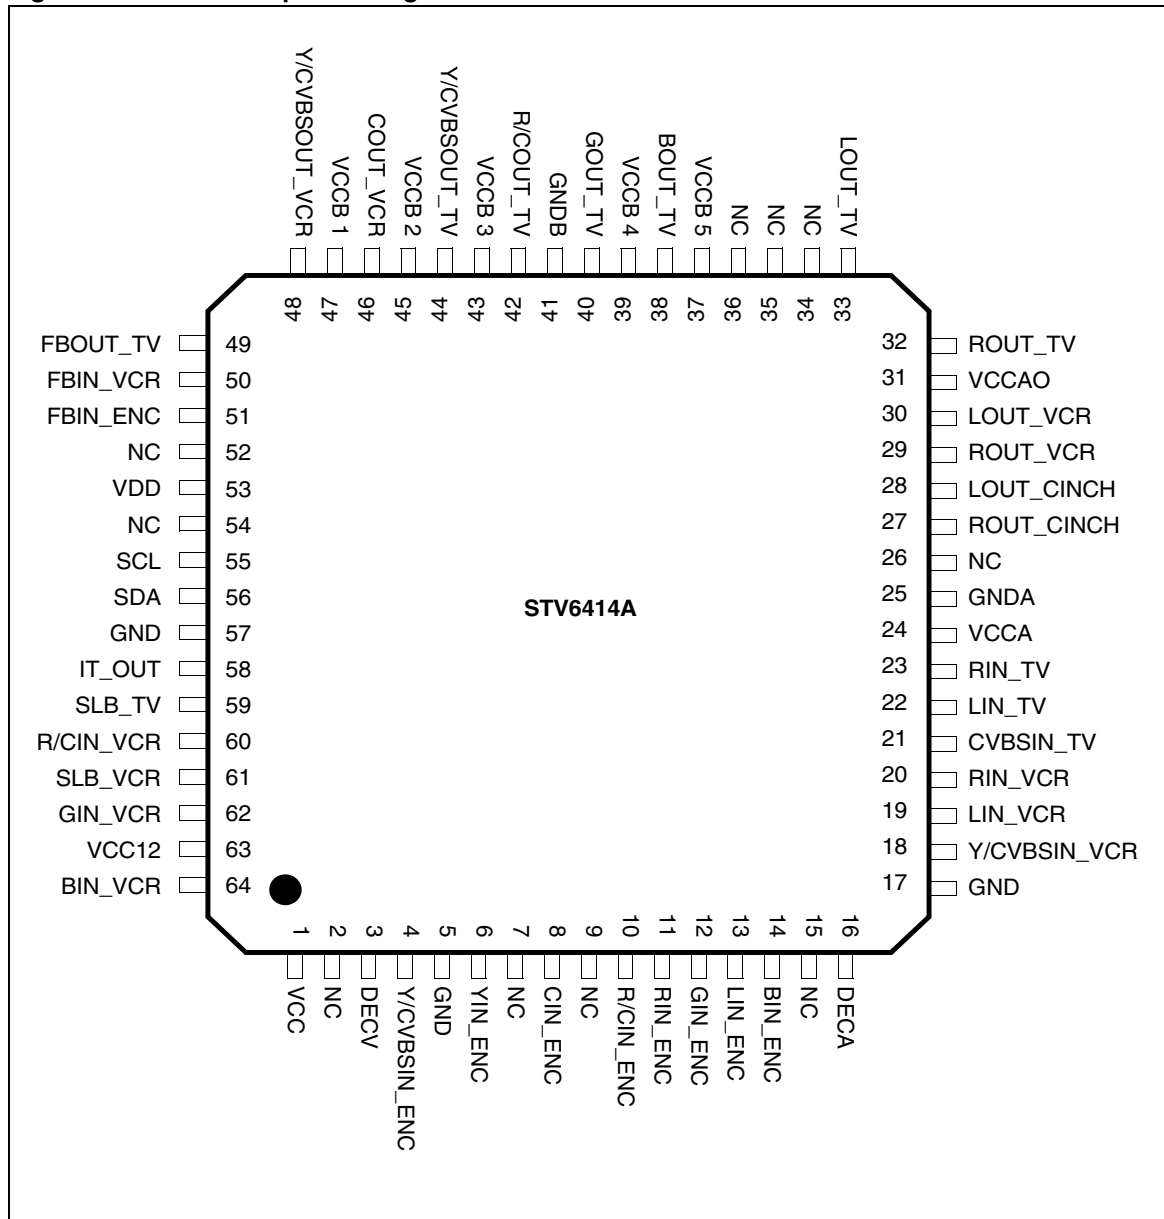 Y/CVBSOUT_VCR
VCCB 1
COUT_VCR
VCCB 2
Y/CVBSOUT_TV
VCCB 3
R/COUT_TV
GNDB
GOUT_TV
VCCB 4
BOUT_TV
VCCB 5
NC
NC
NC
LOUT_TV
48
47
46
45
44
43
42
41
40
39
38
37
36
35
34
33
FBOUT_TV 49
FBIN_VCR 50
FBIN_ENC 51
NC 52
VDD 53
NC 54
SCL 55
SDA 56
GND 57
IT_OUT 58
SLB_TV 59
R/CIN_VCR 60
SLB_VCR 61
GIN_VCR 62
VCC12 63
BIN_VCR 64
STV6414A
32 ROUT_TV
31 VCCAO
30 LOUT_VCR
29 ROUT_VCR
28 LOUT_CINCH
27 ROUT_CINCH
26 NC
25 GNDA
24 VCCA
23 RIN_TV
22 LIN_TV
21 CVBSIN_TV
20 RIN_VCR
19 LIN_VCR
18 Y/CVBSIN_VCR
17 GND
1
2
3
4
5
6
7
8
9
10
11
12
13
14
15
16
VCC
NC
DECV
Y/CVBSIN_ENC
GND
YIN_ENC
NC
CIN_ENC
NC
R/CIN_ENC
RIN_ENC
GIN_ENC
LIN_ENC
BIN_ENC
NC
DECA